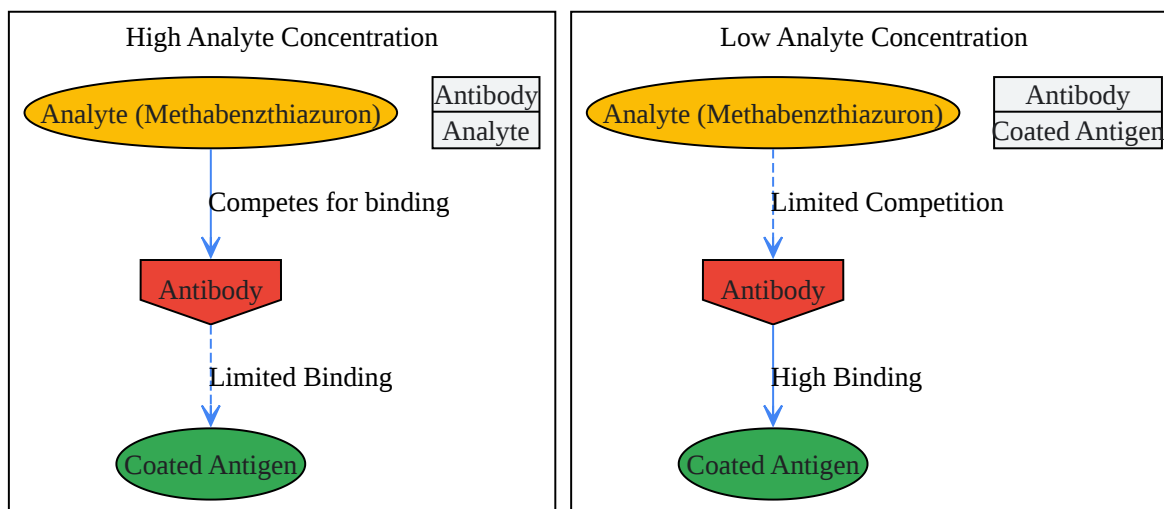 High Analyte Concentration
Analyte (Methabenzthiazuron)
Antibody
Analyte
Competes for binding
Antibody
Limited Binding
Coated Antigen
Low Analyte Concentration
Analyte (Methabenzthiazuron)
Antibody
Coated Antigen
Limited Competition
Antibody
High Binding
Coated Antigen